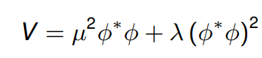 V = μ²ϕ*ϕ + λ (ϕ*ϕ)²